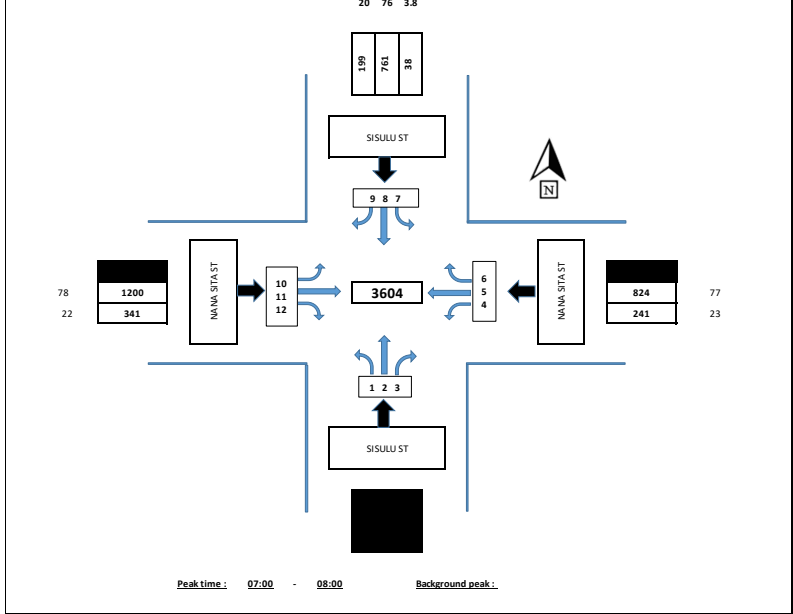 20 76 3.8
199 761 38
SISULU ST
N
9 8 7
NANA SITA ST
10
11
12
6
5
4
NANA SITA ST
78 1200
22 341
3604
824 77
241 23
1 2 3
SISULU ST
Peak time : 07:00 - 08:00 Background peak :